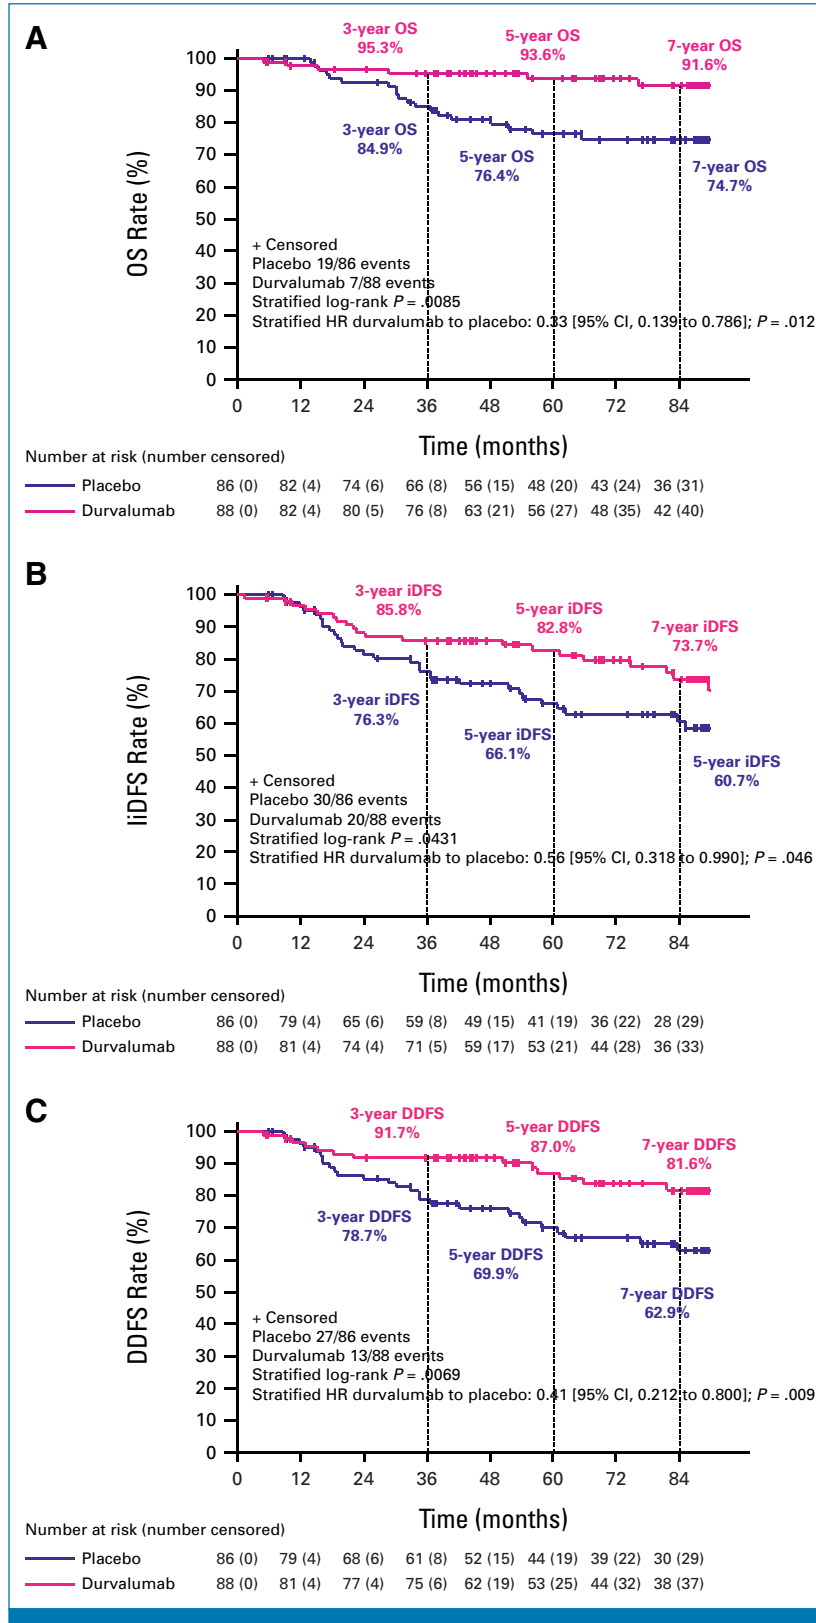 A
3-year OS
95.3%
5-year OS
93.6%
7-year OS
91.6%
100
90
80
70
60
50
40
30
20
10
0
OS Rate (%)
3-year OS
84.9%
5-year OS
76.4%
7-year OS
74.7%
+ Censored
Placebo 19/86 events
Durvalumab 7/88 events
Stratified log-rank P = .0085
Stratified HR durvalumab to placebo: 0.33 [95% CI, 0.139 to 0.786]; P = .012
0 12 24 36 48 60 72 84
Time (months)
Number at risk (number censored)
Placebo 86 (0) 82 (4) 74 (6) 66 (8) 56 (15) 48 (20) 43 (24) 36 (31)
Durvalumab 88 (0) 82 (4) 80 (5) 76 (8) 63 (21) 56 (27) 48 (35) 42 (40)
B
3-year iDFS
85.8%
5-year iDFS
82.8%
7-year iDFS
73.7%
100
90
80
70
60
50
40
30
20
10
0
IiDFS Rate (%)
3-year iDFS
76.3%
5-year iDFS
66.1%
5-year iDFS
60.7%
+ Censored
Placebo 30/86 events
Durvalumab 20/88 events
Stratified log-rank P = .0431
Stratified HR durvalumab to placebo: 0.56 [95% CI, 0.318 to 0.990]; P = .046
0 12 24 36 48 60 72 84
Time (months)
Number at risk (number censored)
Placebo 86 (0) 79 (4) 65 (6) 59 (8) 49 (15) 41 (19) 36 (22) 28 (29)
Durvalumab 88 (0) 81 (4) 74 (4) 71 (5) 59 (17) 53 (21) 44 (28) 36 (33)
C
3-year DDFS
91.7%
5-year DDFS
87.0%
7-year DDFS
81.6%
100
90
80
70
60
50
40
30
20
10
0
DDFS Rate (%)
3-year DDFS
78.7%
5-year DDFS
69.9%
7-year DDFS
62.9%
+ Censored
Placebo 27/86 events
Durvalumab 13/88 events
Stratified log-rank P = .0069
Stratified HR durvalumab to placebo: 0.41 [95% CI, 0.212 to 0.800]; P = .009
0 12 24 36 48 60 72 84
Time (months)
Number at risk (number censored)
Placebo 86 (0) 79 (4) 68 (6) 61 (8) 52 (15) 44 (19) 39 (22) 30 (29)
Durvalumab 88 (0) 81 (4) 77 (4) 75 (6) 62 (19) 53 (25) 44 (32) 38 (37)